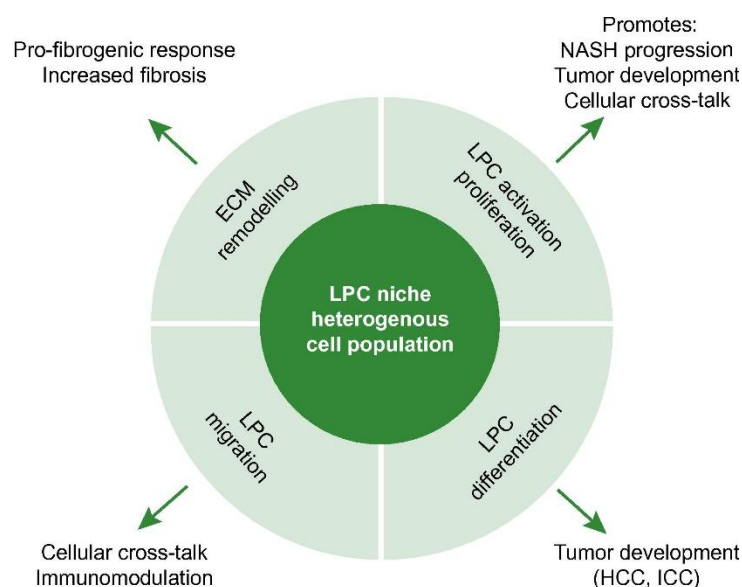 Pro-fibrogenic response
Increased fibrosis
Promotes:
NASH progression
Tumor development
Cellular cross-talk
ECM
remodelling
LPC activation
proliferation
LPC niche
heterogenous
cell population
LPC
migration
LPC
differentiation
Cellular cross-talk
Immunomodulation
Tumor development
(HCC, ICC)